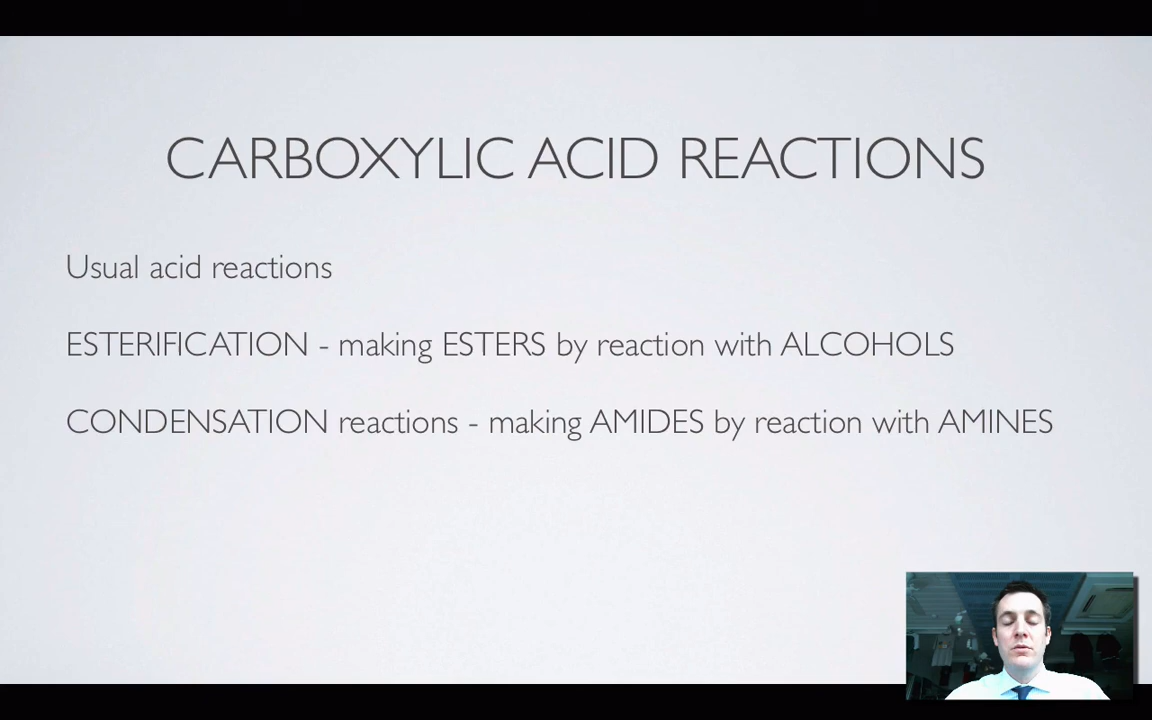 CARBOXYLIC ACID REACTIONS
Usual acid reactions
ESTERIFICATION - making ESTERS by reaction with ALCOHOLS
CONDENSATION reactions - making AMIDES by reaction with AMINES